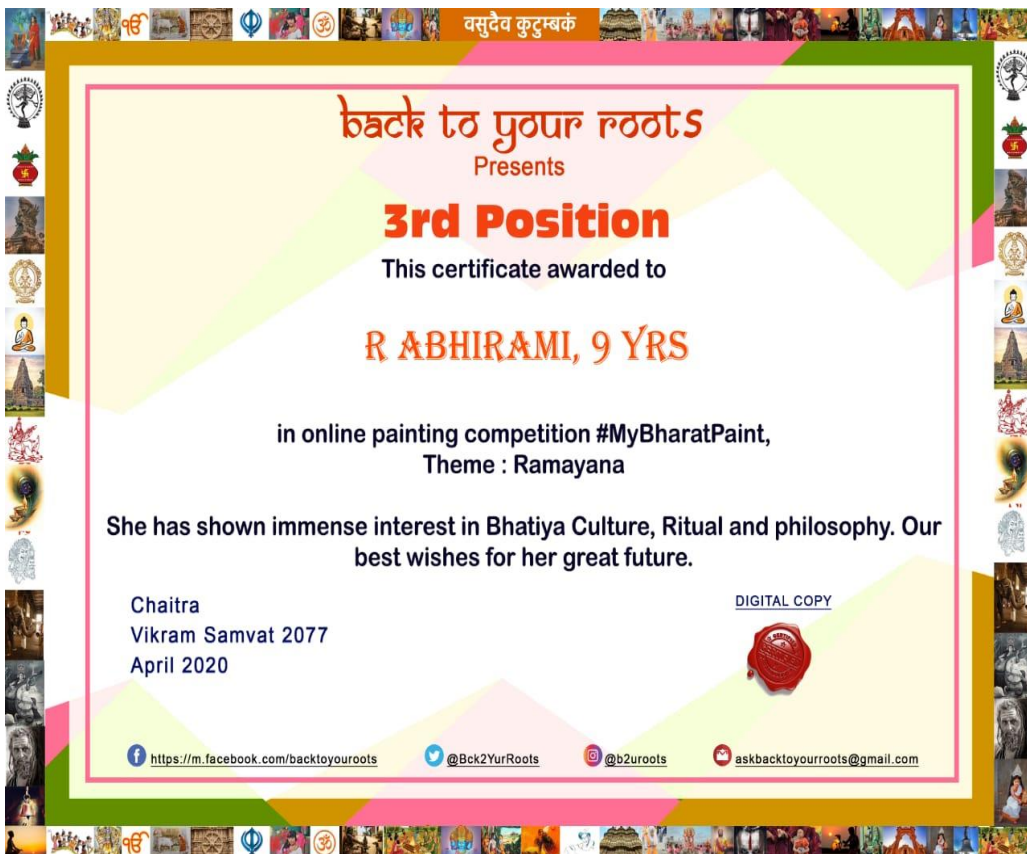 वसुदैव कुटुम्बकं
back to your roots
Presents
3rd Position
This certificate awarded to
R ABHIRAMI, 9 YRS
in online painting competition #MyBharatPaint,
Theme : Ramayana
She has shown immense interest in Bhatiya Culture, Ritual and philosophy. Our
best wishes for her great future.
Chaitra
Vikram Samvat 2077
April 2020
DIGITAL COPY
https://m.facebook.com/backtoyouroots
@Bck2YurRoots
@b2uroots
askbacktoyourroots@gmail.com